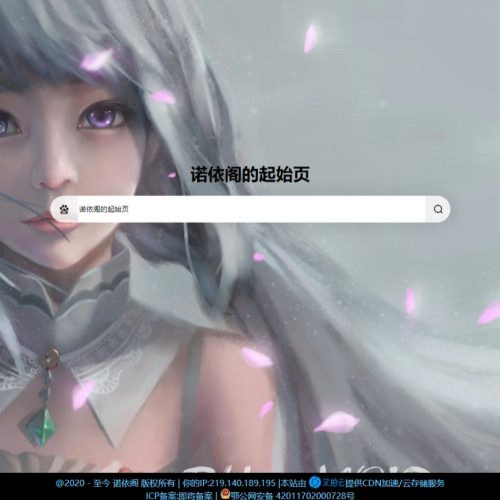 诺依阁的起始页
诺依阁的起始页
@2020 - 至今 诺依阁 版权所有 | 你的IP:219.140.189.195 |本站由 又拍云提供CDN加速/云存储服务
ICP备案:即将备案 | 鄂公网安备 42011702000728号